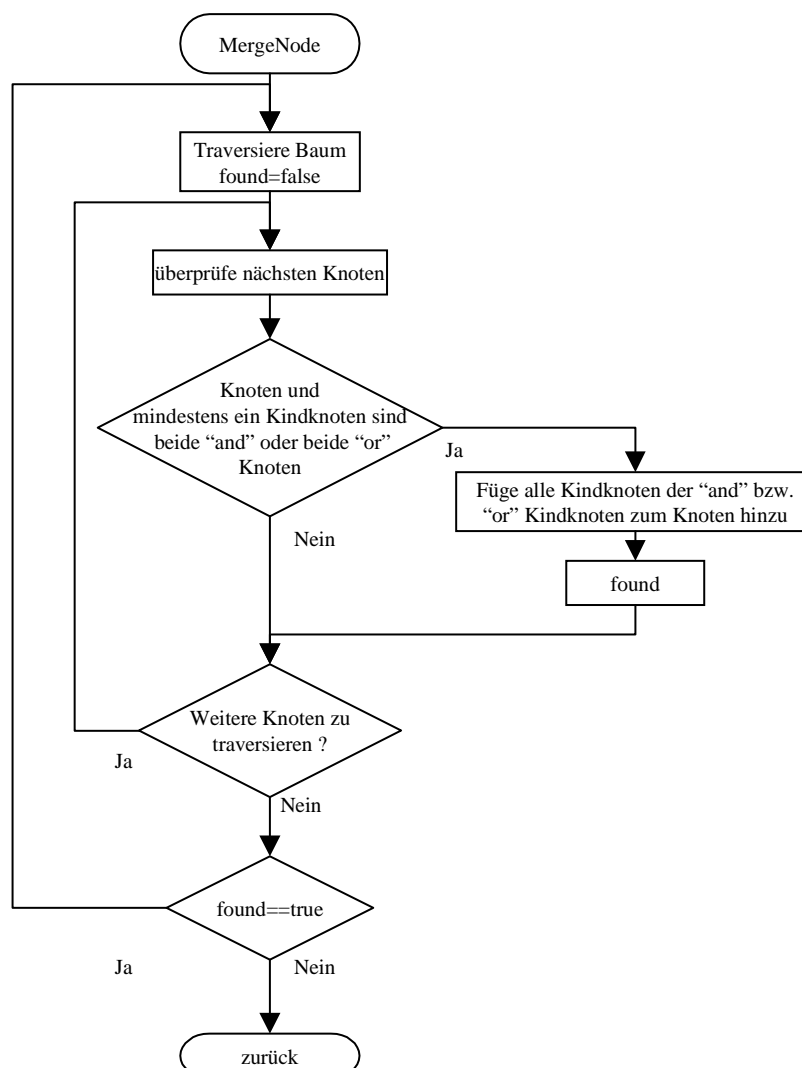 MergeNode
Traversiere Baum
found=false
überprüfe nächsten Knoten
Knoten und
mindestens ein Kindknoten sind
beide “and” oder beide “or”
Knoten
Ja
Füge alle Kindknoten der “and” bzw.
“or” Kindknoten zum Knoten hinzu
Nein
found
Weitere Knoten zu
traversieren ?
Ja
Nein
found==true
Ja
Nein
zurück